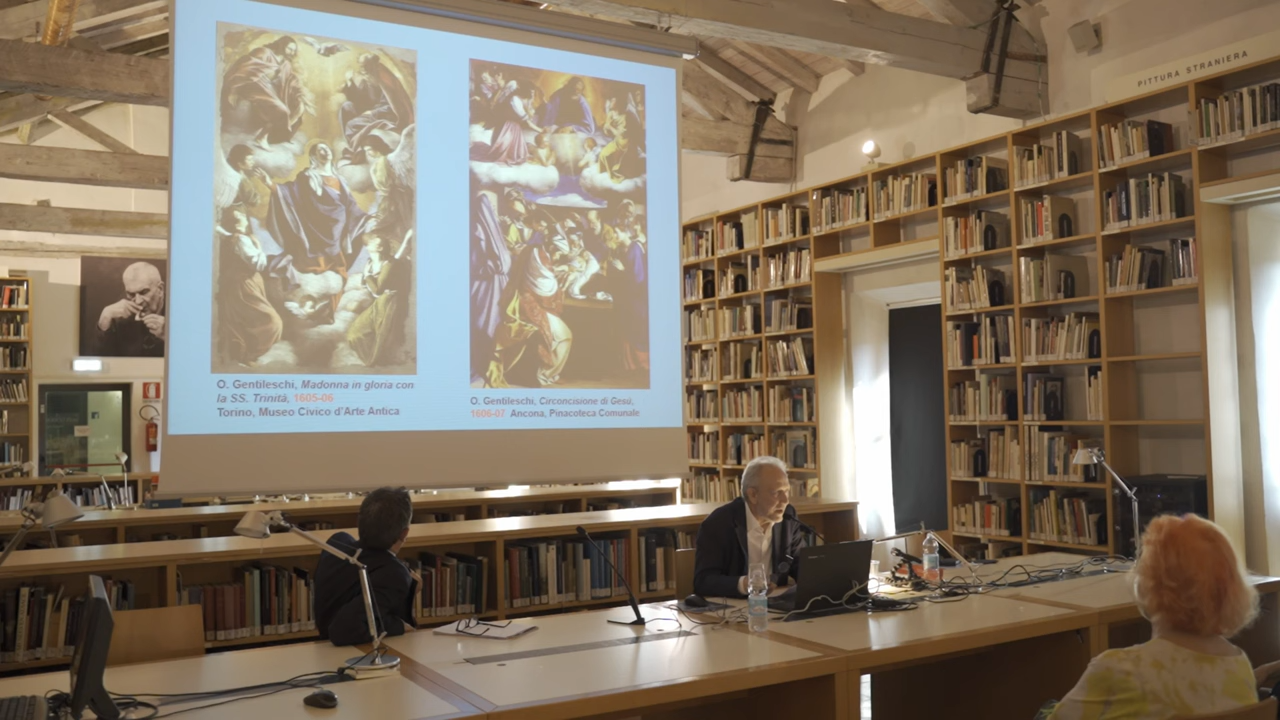 PITTURA STRANIERA
O. Gentileschi, Madonna in gloria con
la SS. Trinità, 1605-06
Torino, Museo Civico d'Arte Antica
O. Gentileschi, Circoncisione di Gesù,
1606-07 Ancona, Pinacoteca Comunale